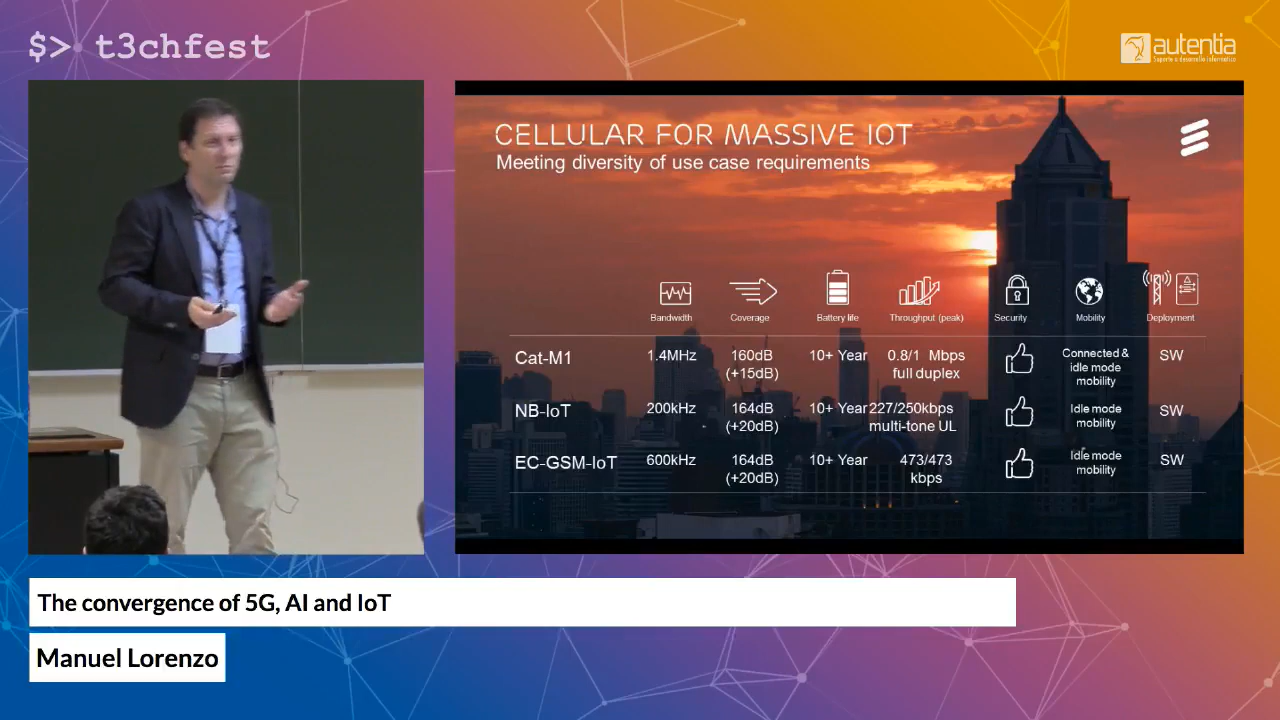 $> t3chfest
autentia
Soporte a desarrollo informático
CELLULAR FOR MASSIVE IOT
Meeting diversity of use case requirements
Bandwidth Coverage Battery life Throughput (peak) Security Mobility Deployment
Cat-M1 1.4MHz 160dB (+15dB) 10+ Year 0.8/1 Mbps full duplex Connected & idle mode mobility SW
NB-IoT 200kHz 164dB (+20dB) 10+ Year 227/250kbps multi-tone UL Idle mode mobility SW
EC-GSM-IoT 600kHz 164dB (+20dB) 10+ Year 473/473 kbps Idle mode mobility SW
The convergence of 5G, AI and IoT
Manuel Lorenzo